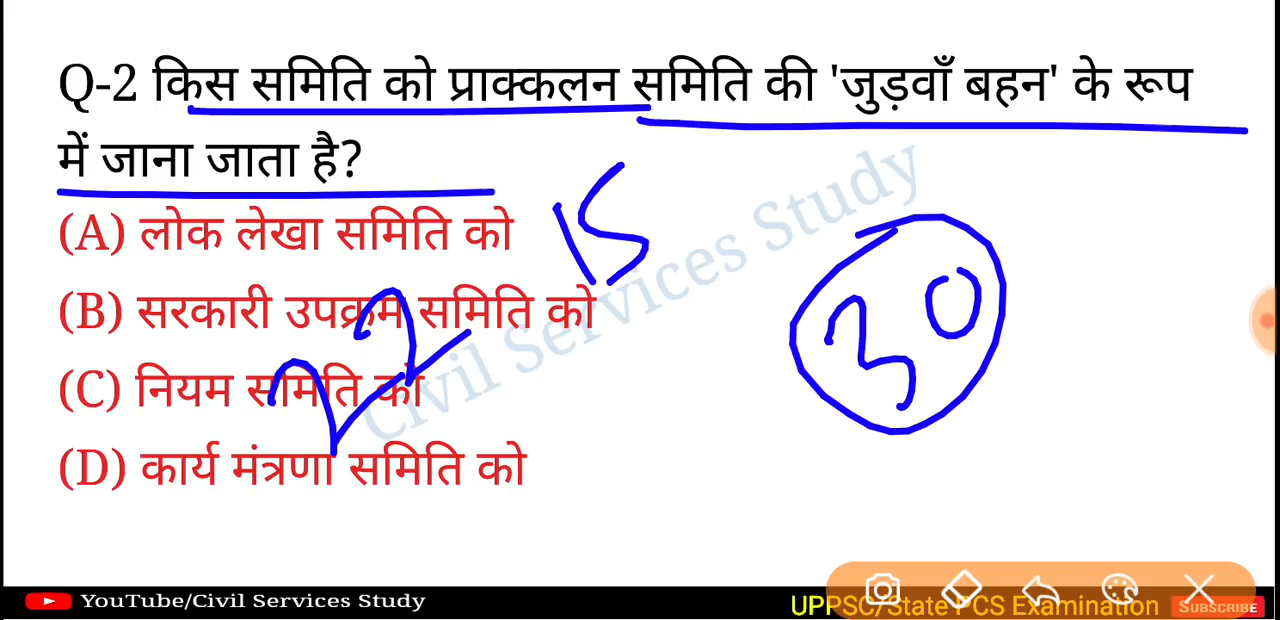 Q-2 किस समिति को प्राक्कलन समिति की 'जुड़वाँ बहन' के रूप
में जाना जाता है?
(A) लोक लेखा समिति को
15
(B) सरकारी उपक्रम समिति को
30
22
(C) नियम समिति को
(D) कार्य मंत्रणा समिति को
Civil Services Study
YouTube/Civil Services Study
UPPSC/State PCS Examination
SUBSCRIBE